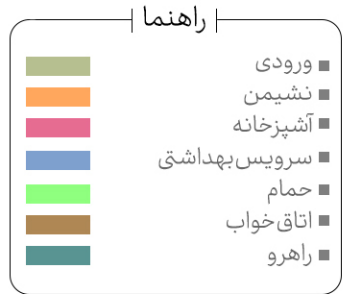 راهنما
ورودی
نشیمن
آشپزخانه
سرویس‌بهداشتی
حمام
اتاق‌خواب
راهرو